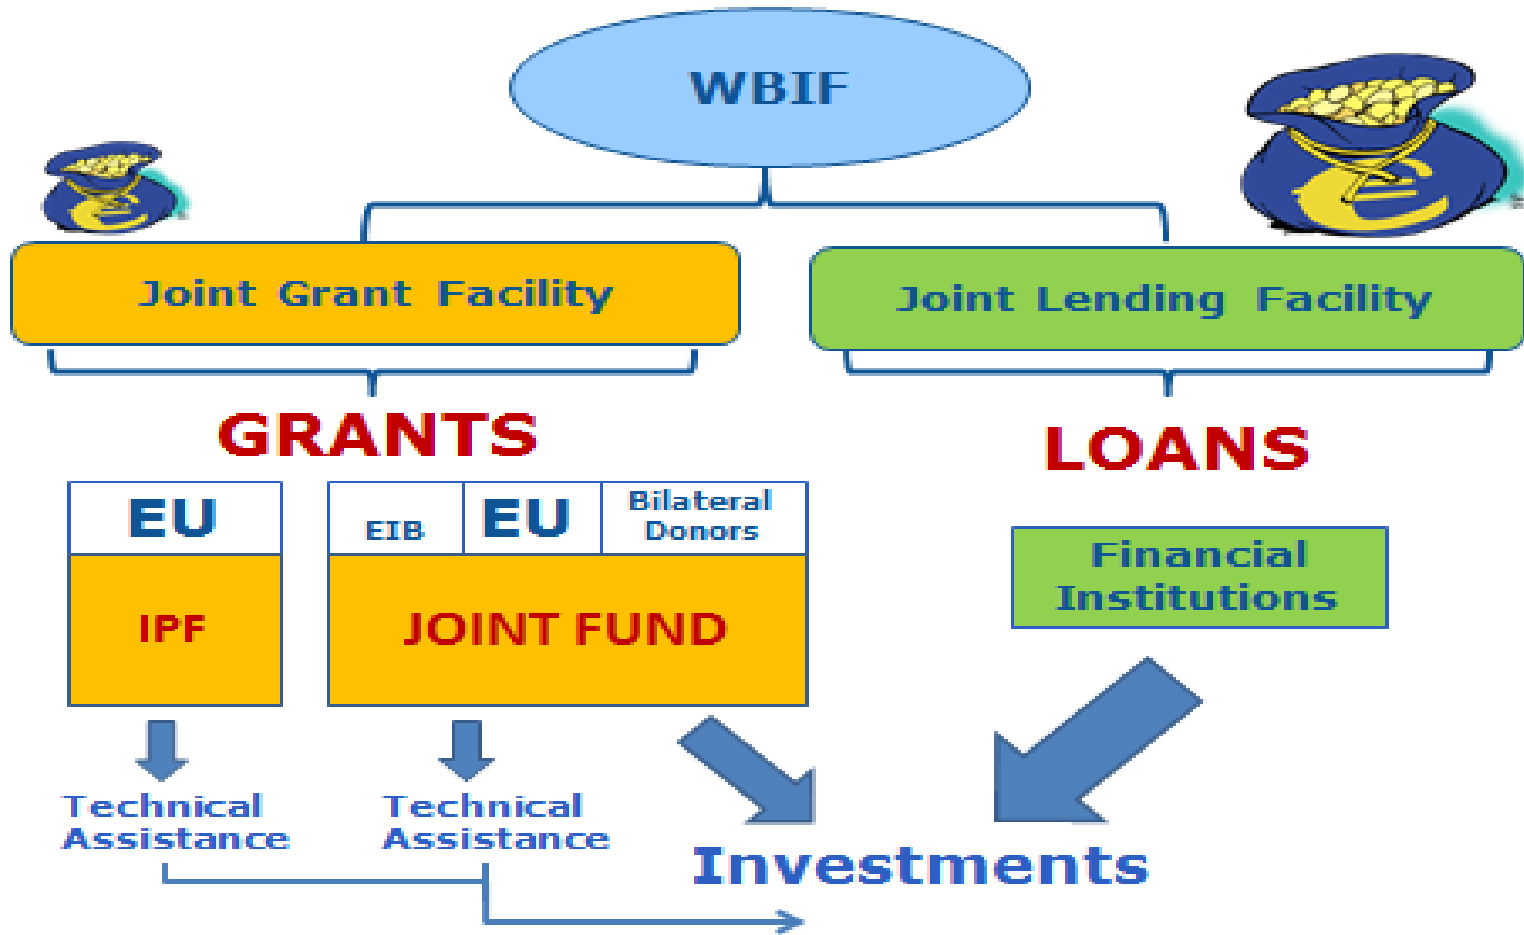 WBIF
Joint Grant Facility
Joint Lending Facility
GRANTS
LOANS
EU
EIB
EU
Bilateral
Donors
IPF
JOINT FUND
Financial
Institutions
Technical
Assistance
Technical
Assistance
Investments